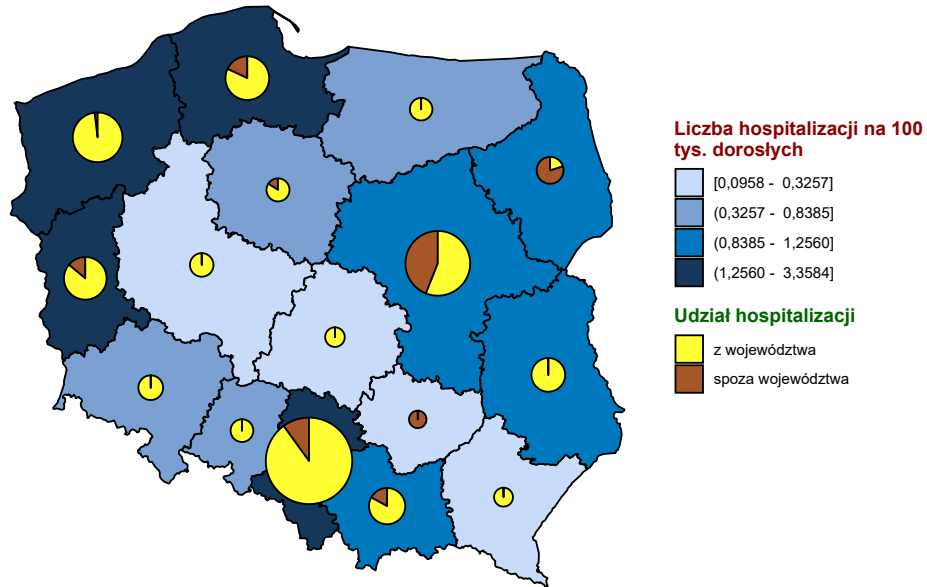 Liczba hospitalizacji na 100
tys. dorosłych
[0,0958 - 0,3257]
(0,3257 - 0,8385]
(0,8385 - 1,2560]
(1,2560 - 3,3584]
Udział hospitalizacji
z województwa
spoza województwa